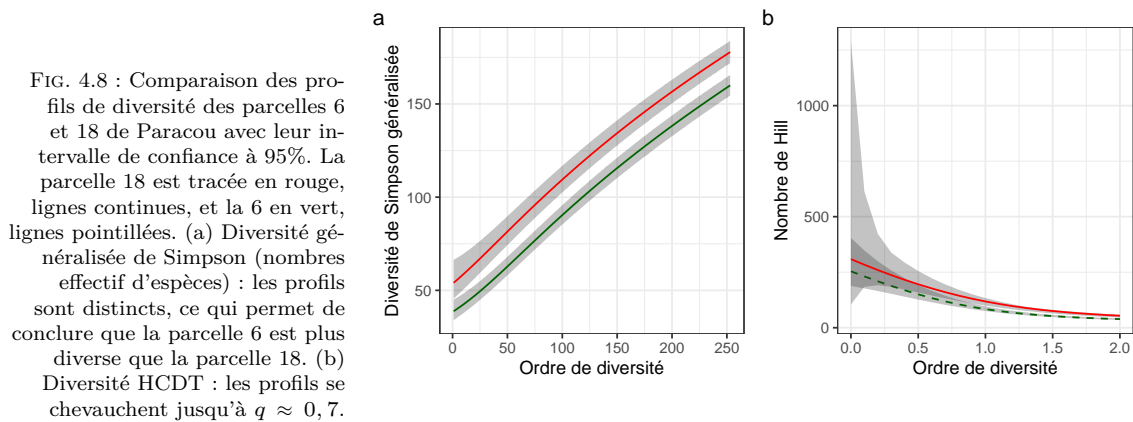 FIG. 4.8 : Comparaison des pro-
fils de diversité des parcelles 6
et 18 de Paracou avec leur in-
tervalle de confiance à 95%. La
parcelle 18 est tracée en rouge,
lignes continues, et la 6 en vert,
lignes pointillées. (a) Diversité gé-
néralisée de Simpson (nombres
effectif d'espèces) : les profils
sont distincts, ce qui permet de
conclure que la parcelle 6 est plus
diverse que la parcelle 18. (b)
Diversité HCDT : les profils se
chevauchent jusqu'à q ≈ 0, 7.
a
Diversité de Simpson généralisée
150
100
50
0 50 100 150 200 250
Ordre de diversité
b
Nombre de Hill
1000
500
0
0.0 0.5 1.0 1.5 2.0
Ordre de diversité